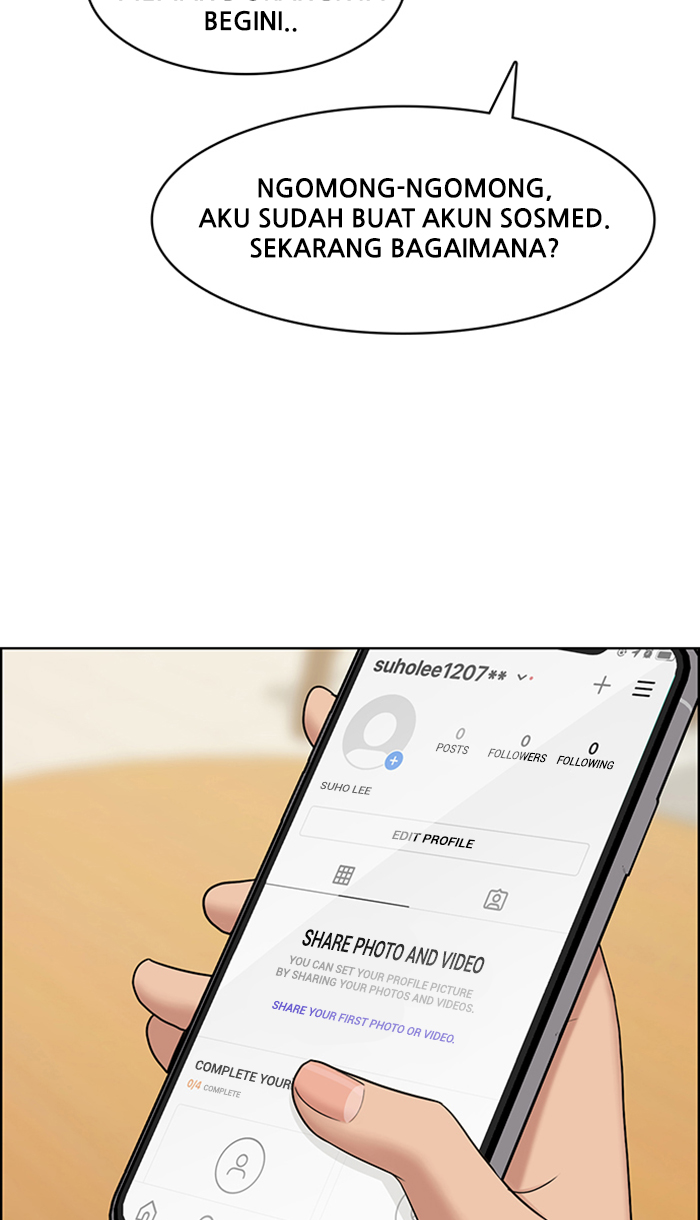 BEGINI..
NGOMONG-NGOMONG,
AKU SUDAH BUAT AKUN SOSMED.
SEKARANG BAGAIMANA?
suholee1207**
0 0 0
POSTS FOLLOWERS FOLLOWING
SUHO LEE
EDIT PROFILE
SHARE PHOTO AND VIDEO
YOU CAN SET YOUR PROFILE PICTURE
BY SHARING YOUR PHOTOS AND VIDEOS.
SHARE YOUR FIRST PHOTO OR VIDEO.
COMPLETE YOUR
0/4 COMPLETE